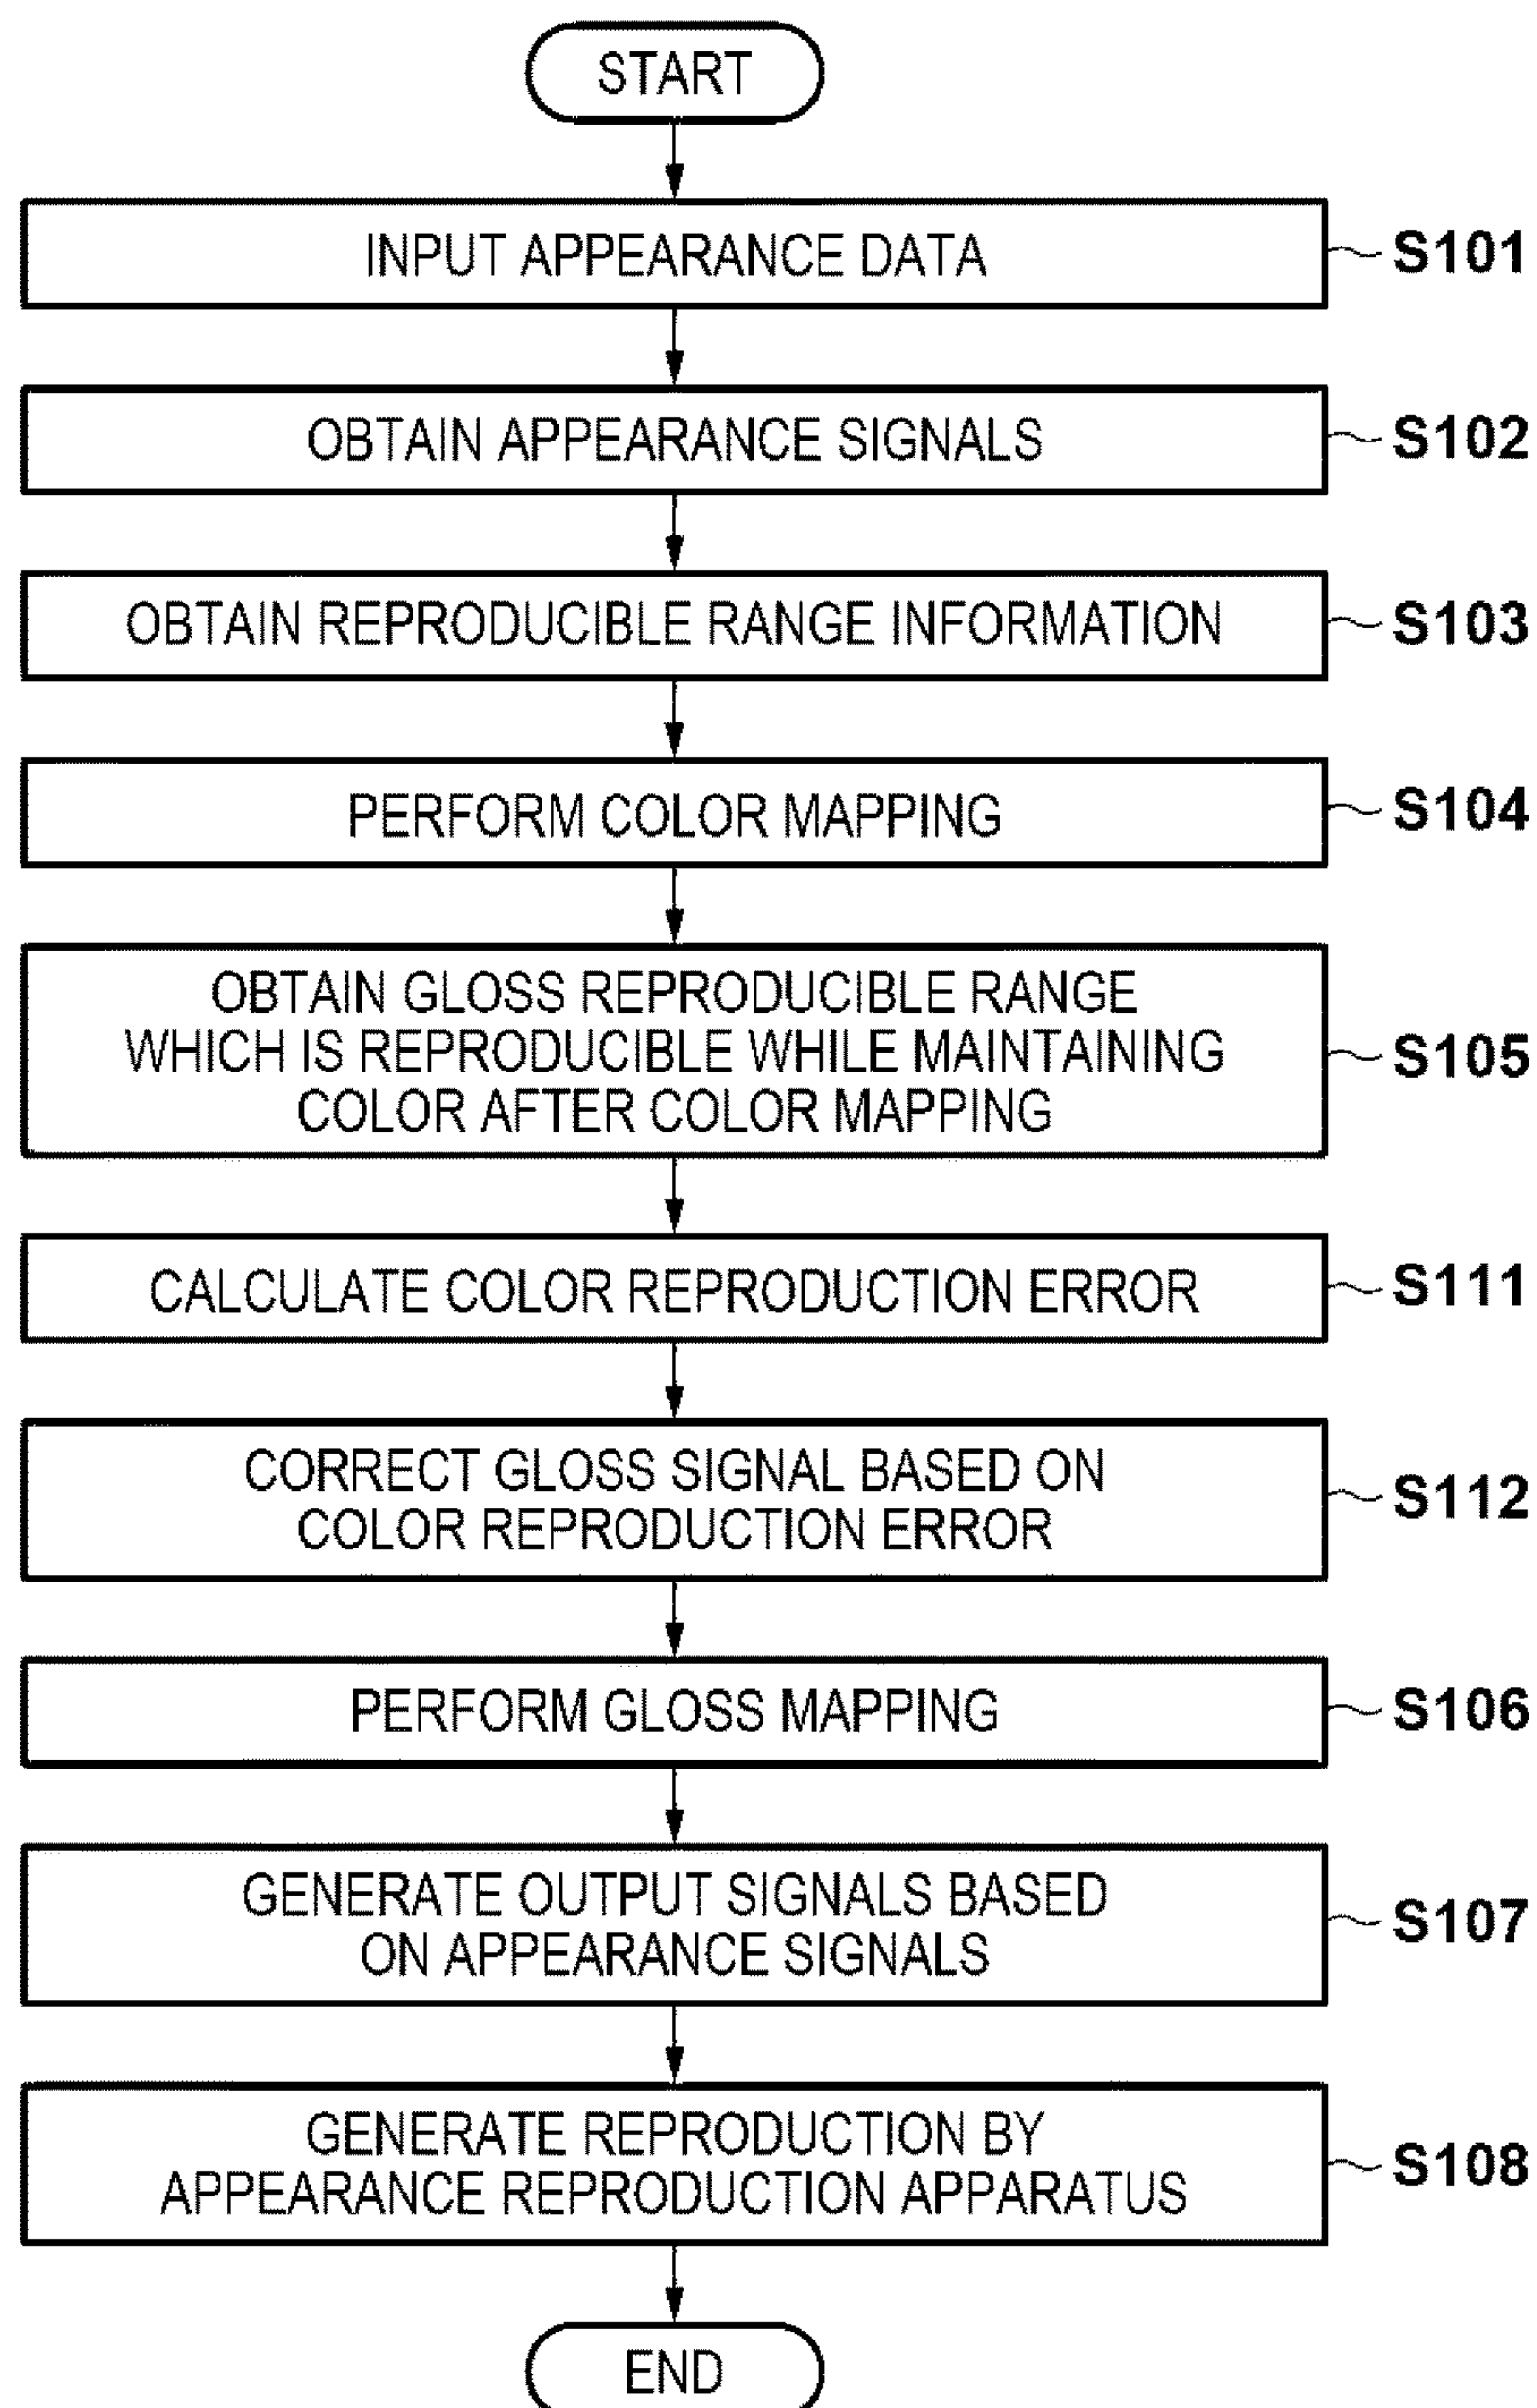 START
INPUT APPEARANCE DATA
S101
OBTAIN APPEARANCE SIGNALS
S102
OBTAIN REPRODUCIBLE RANGE INFORMATION
S103
PERFORM COLOR MAPPING
S104
OBTAIN GLOSS REPRODUCIBLE RANGE
WHICH IS REPRODUCIBLE WHILE MAINTAINING
COLOR AFTER COLOR MAPPING
S105
CALCULATE COLOR REPRODUCTION ERROR
S111
CORRECT GLOSS SIGNAL BASED ON
COLOR REPRODUCTION ERROR
S112
PERFORM GLOSS MAPPING
S106
GENERATE OUTPUT SIGNALS BASED
ON APPEARANCE SIGNALS
S107
GENERATE REPRODUCTION BY
APPEARANCE REPRODUCTION APPARATUS
S108
END